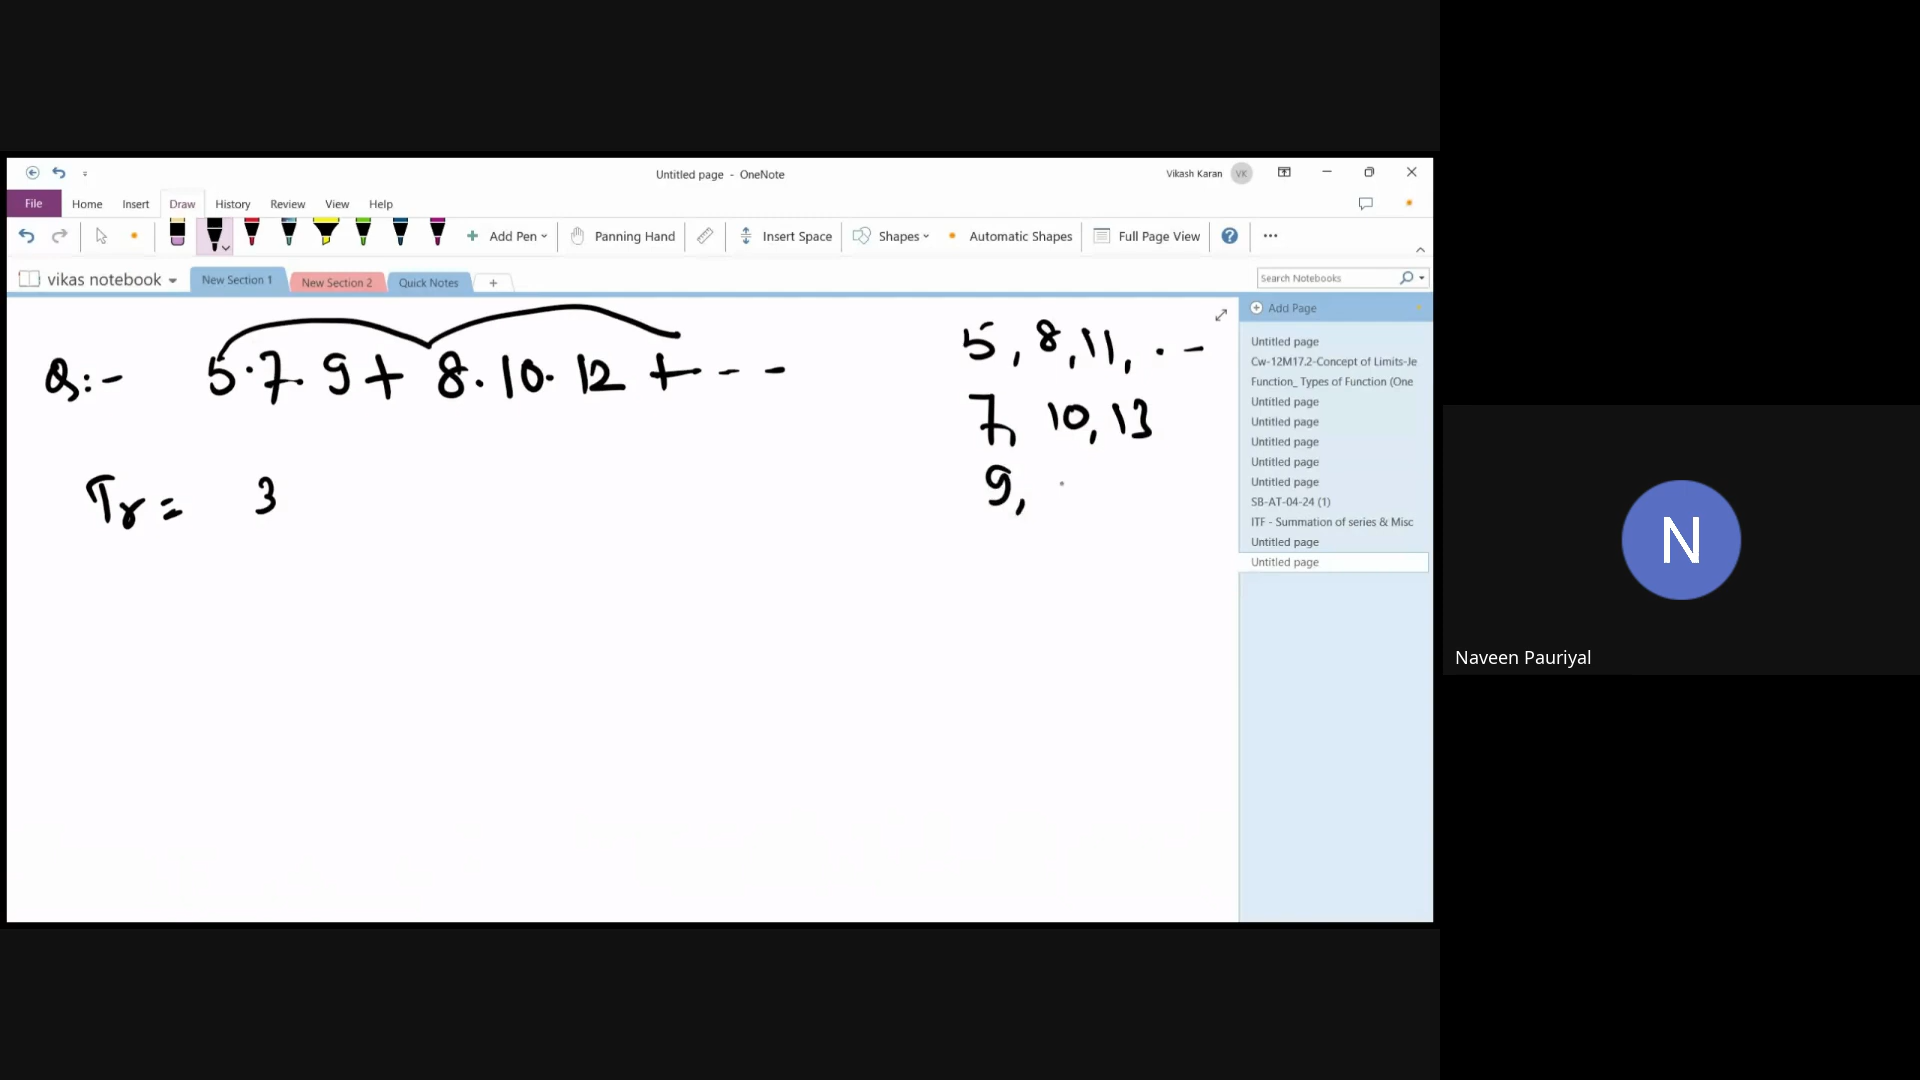 Untitled page - OneNote
Vikash Karan VK
File Home Insert Draw History Review View Help
Add Pen Panning Hand Insert Space Shapes Automatic Shapes Full Page View
vikas notebook New Section 1 New Section 2 Quick Notes + Search Notebooks
Add Page
Q:- 5·7·9 + 8·10·12 + - - -
Tr = 3
5, 8, 11, . -
7, 10, 13
9,
Untitled page
Cw-12M17.2-Concept of Limits-Je
Function_ Types of Function (One
Untitled page
Untitled page
Untitled page
Untitled page
Untitled page
SB-AT-04-24 (1)
ITF - Summation of series & Misc
Untitled page
Untitled page
N
Naveen Pauriyal